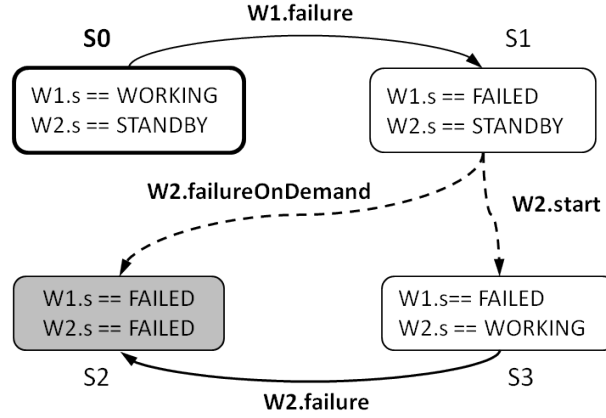 W1.failure
S0
S1
W1.s == WORKING
W2.s == STANDBY
W1.s == FAILED
W2.s == STANDBY
W2.failureOnDemand
W2.start
W1.s == FAILED
W2.s == FAILED
W1.s== FAILED
W2.s == WORKING
S2
S3
W2.failure